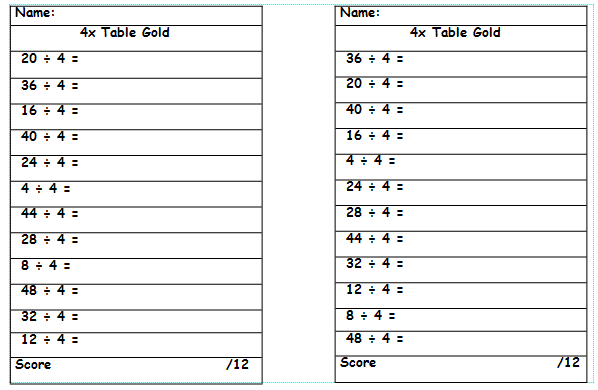 Name:
4x Table Gold
20 ÷ 4 =
36 ÷ 4 =
16 ÷ 4 =
40 ÷ 4 =
24 ÷ 4 =
4 ÷ 4 =
44 ÷ 4 =
28 ÷ 4 =
8 ÷ 4 =
48 ÷ 4 =
32 ÷ 4 =
12 ÷ 4 =
Score /12
Name:
4x Table Gold
36 ÷ 4 =
20 ÷ 4 =
40 ÷ 4 =
16 ÷ 4 =
4 ÷ 4 =
24 ÷ 4 =
28 ÷ 4 =
44 ÷ 4 =
32 ÷ 4 =
12 ÷ 4 =
8 ÷ 4 =
48 ÷ 4 =
Score /12